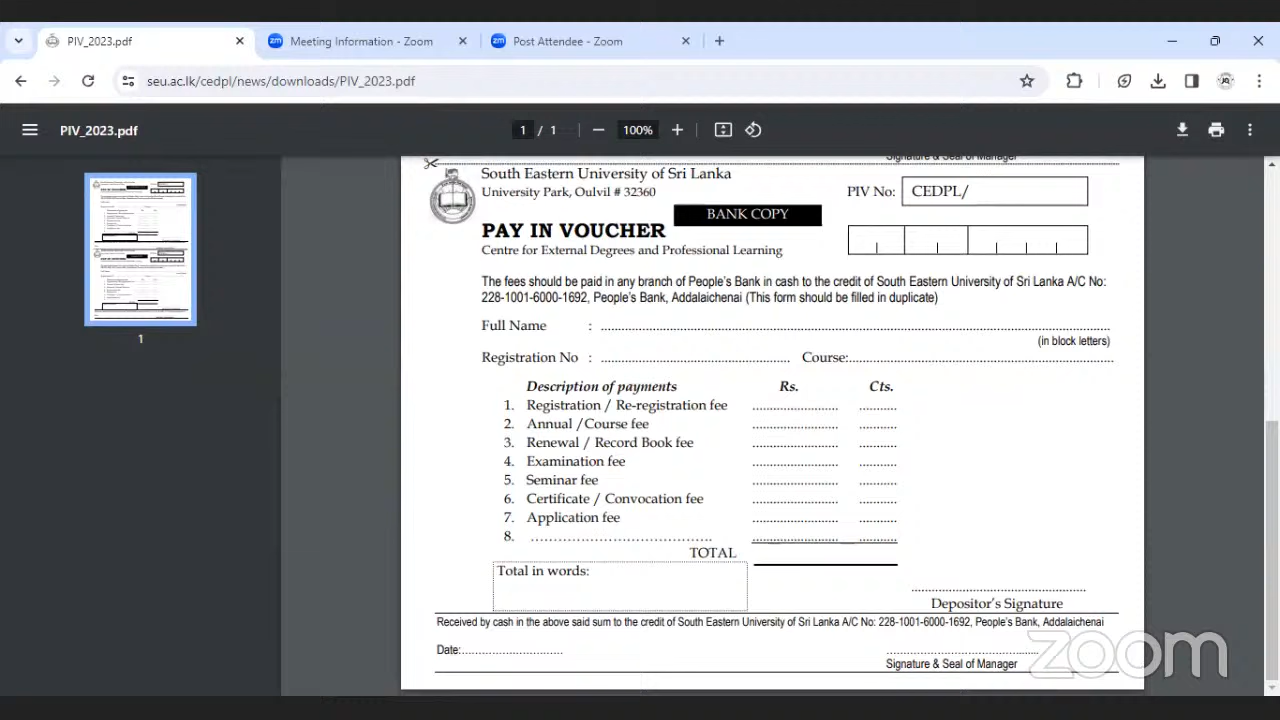 PIV_2023.pdf
Meeting Information - Zoom
Post Attendee - Zoom
seu.ac.lk/cedpl/news/downloads/PIV_2023.pdf
PIV_2023.pdf
1 / 1
100%
1
Signature & Seal of Manager
South Eastern University of Sri Lanka
University Park, Oulvil # 32360
PIV No: CEDPL/
BANK COPY
PAY IN VOUCHER
Centre for External Degrees and Professional Learning
The fees should be paid in any branch of People's Bank in cash to the credit of South Eastern University of Sri Lanka A/C No:
228-1001-6000-1692, People's Bank, Addalaichenai (This form should be filled in duplicate)
Full Name :
(in block letters)
Registration No : Course:
Description of payments Rs. Cts.
1. Registration / Re-registration fee
2. Annual /Course fee
3. Renewal / Record Book fee
4. Examination fee
5. Seminar fee
6. Certificate / Convocation fee
7. Application fee
8.
TOTAL
Total in words:
Depositor's Signature
Received by cash in the above said sum to the credit of South Eastern University of Sri Lanka A/C No: 228-1001-6000-1692, People's Bank, Addalaichenai
Date:
Signature & Seal of Manager
zoom